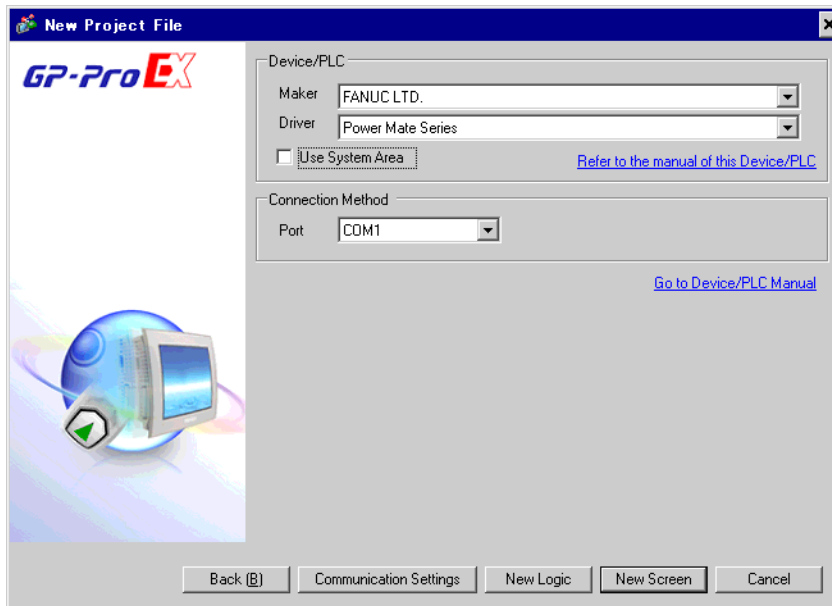 New Project File
GP-Pro EX
Device/PLC
Maker FANUC LTD.
Driver Power Mate Series
Use System Area Refer to the manual of this Device/PLC
Connection Method
Port COM1
Go to Device/PLC Manual
Back (B) Communication Settings New Logic New Screen Cancel